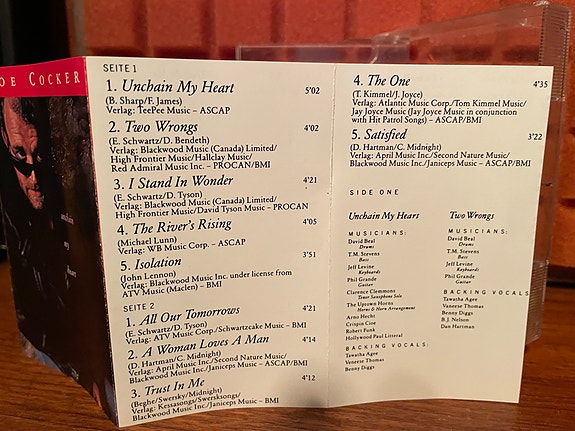 OE COCKER
unchain
my
heart
SEITE 1
1. Unchain My Heart 5'02
(B. Sharp/F. James)
Verlag: TeePee Music – ASCAP
2. Two Wrongs 4'02
(E. Schwartz/D. Bendeth)
Verlag: Blackwood Music (Canada) Limited/
High Frontier Music/Hallclay Music/
Red Admiral Music Inc. – PROCAN/BMI
3. I Stand In Wonder 4'21
(E. Schwartz/D. Tyson)
Verlag: Blackwood Music (Canada) Limited/
High Frontier Music/David Tyson Music – PROCAN
4. The River's Rising 4'05
(Michael Lunn)
Verlag: WB Music Corp. – ASCAP
5. Isolation 3'51
(John Lennon)
Verlag: Blackwood Music Inc. under license from
ATV Music (Maclen) – BMI
SEITE 2
1. All Our Tomorrows 4'21
(E. Schwartz/D. Tyson)
Verlag: ATV Music Corp./Schwartzcake Music – BMI
2. A Woman Loves A Man 4'14
(D. Hartman/C. Midnight)
Verlag: April Music Inc./Second Nature Music/
Blackwood Music Inc./Janiceps Music – ASCAP/BMI
3. Trust In Me 4'12
(Beghe/Swersky/Midnight)
Verlag: Kessasongs/Swersksongs/
Blackwood Music Inc./Janiceps Music – BMI
4. The One 4'35
(T. Kimmel/J. Joyce)
Verlag: Atlantic Music Corp./Tom Kimmel Music/
Jay Joyce Music (Jay Joyce Music in conjunction
with Hit Patrol Songs) – ASCAP/BMI
5. Satisfied 3'22
(D. Hartman/C. Midnight)
Verlag: April Music Inc./Second Nature Music/
Blackwood Music Inc./Janiceps Music – ASCAP/BMI
SIDE ONE
Unchain My Heart
MUSICIANS:
David Beal
Drums
T.M. Stevens
Bass
Jeff Levine
Keyboards
Phil Grande
Guitar
Clarence Clemmons
Tenor Saxophone Solo
The Uptown Horns
Horns & Horn Arrangement
Arno Hecht
Crispin Cioe
Robert Funk
Hollywood Paul Litteral
BACKING VOCALS:
Tawatha Agee
Vaneese Thomas
Benny Diggs
Two Wrongs
MUSICIANS:
David Beal
Drums
T.M. Stevens
Bass
Jeff Levine
Keyboards
Phil Grande
Guitar
BACKING VOCALS
Tawatha Agee
Vaneese Thomas
Benny Diggs
B.J. Nelson
Dan Hartman